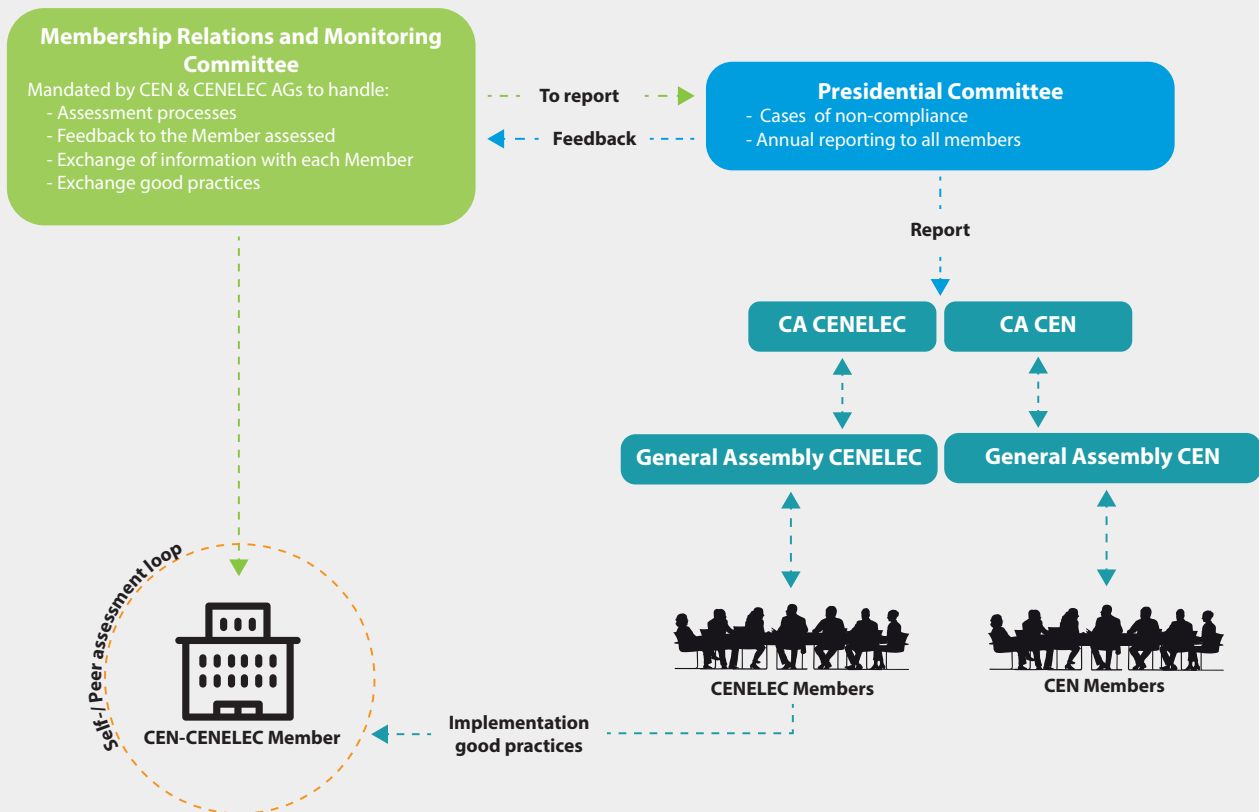 Membership Relations and Monitoring
Committee
Mandated by CEN & CENELEC AGs to handle:
- Assessment processes
- Feedback to the Member assessed
- Exchange of information with each Member
- Exchange good practices
To report
Feedback
Presidential Committee
- Cases of non-compliance
- Annual reporting to all members
Report
CA CENELEC
CA CEN
General Assembly CENELEC
General Assembly CEN
CENELEC Members
CEN Members
Implementation
good practices
Self-/ Peer assessment loop
CEN-CENELEC Member